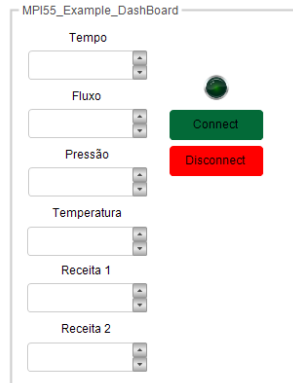 MPI55_Example_DashBoard
Tempo
Fluxo
Connect
Pressão
Disconnect
Temperatura
Receita 1
Receita 2